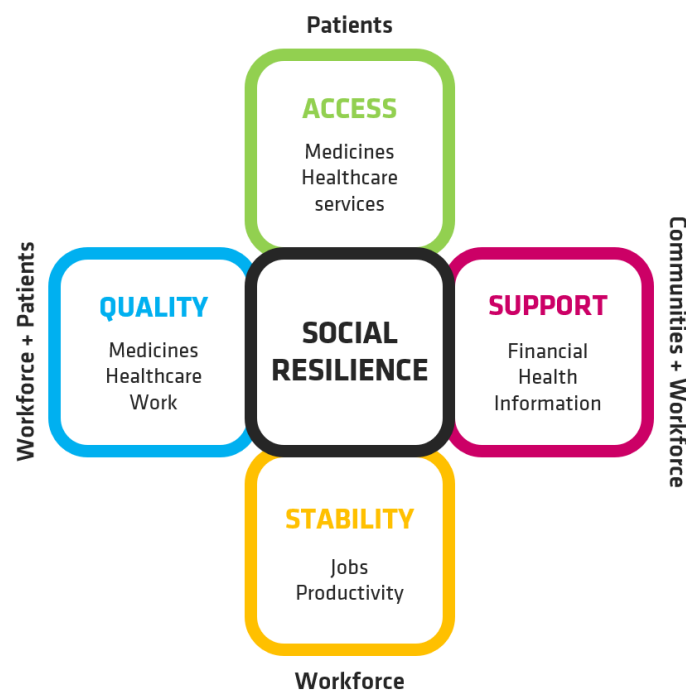 Patients
ACCESS
Medicines
Healthcare
services
Workforce + Patients
QUALITY
Medicines
Healthcare
Work
SOCIAL
RESILIENCE
SUPPORT
Financial
Health
Information
Communities + Workforce
STABILITY
Jobs
Productivity
Workforce